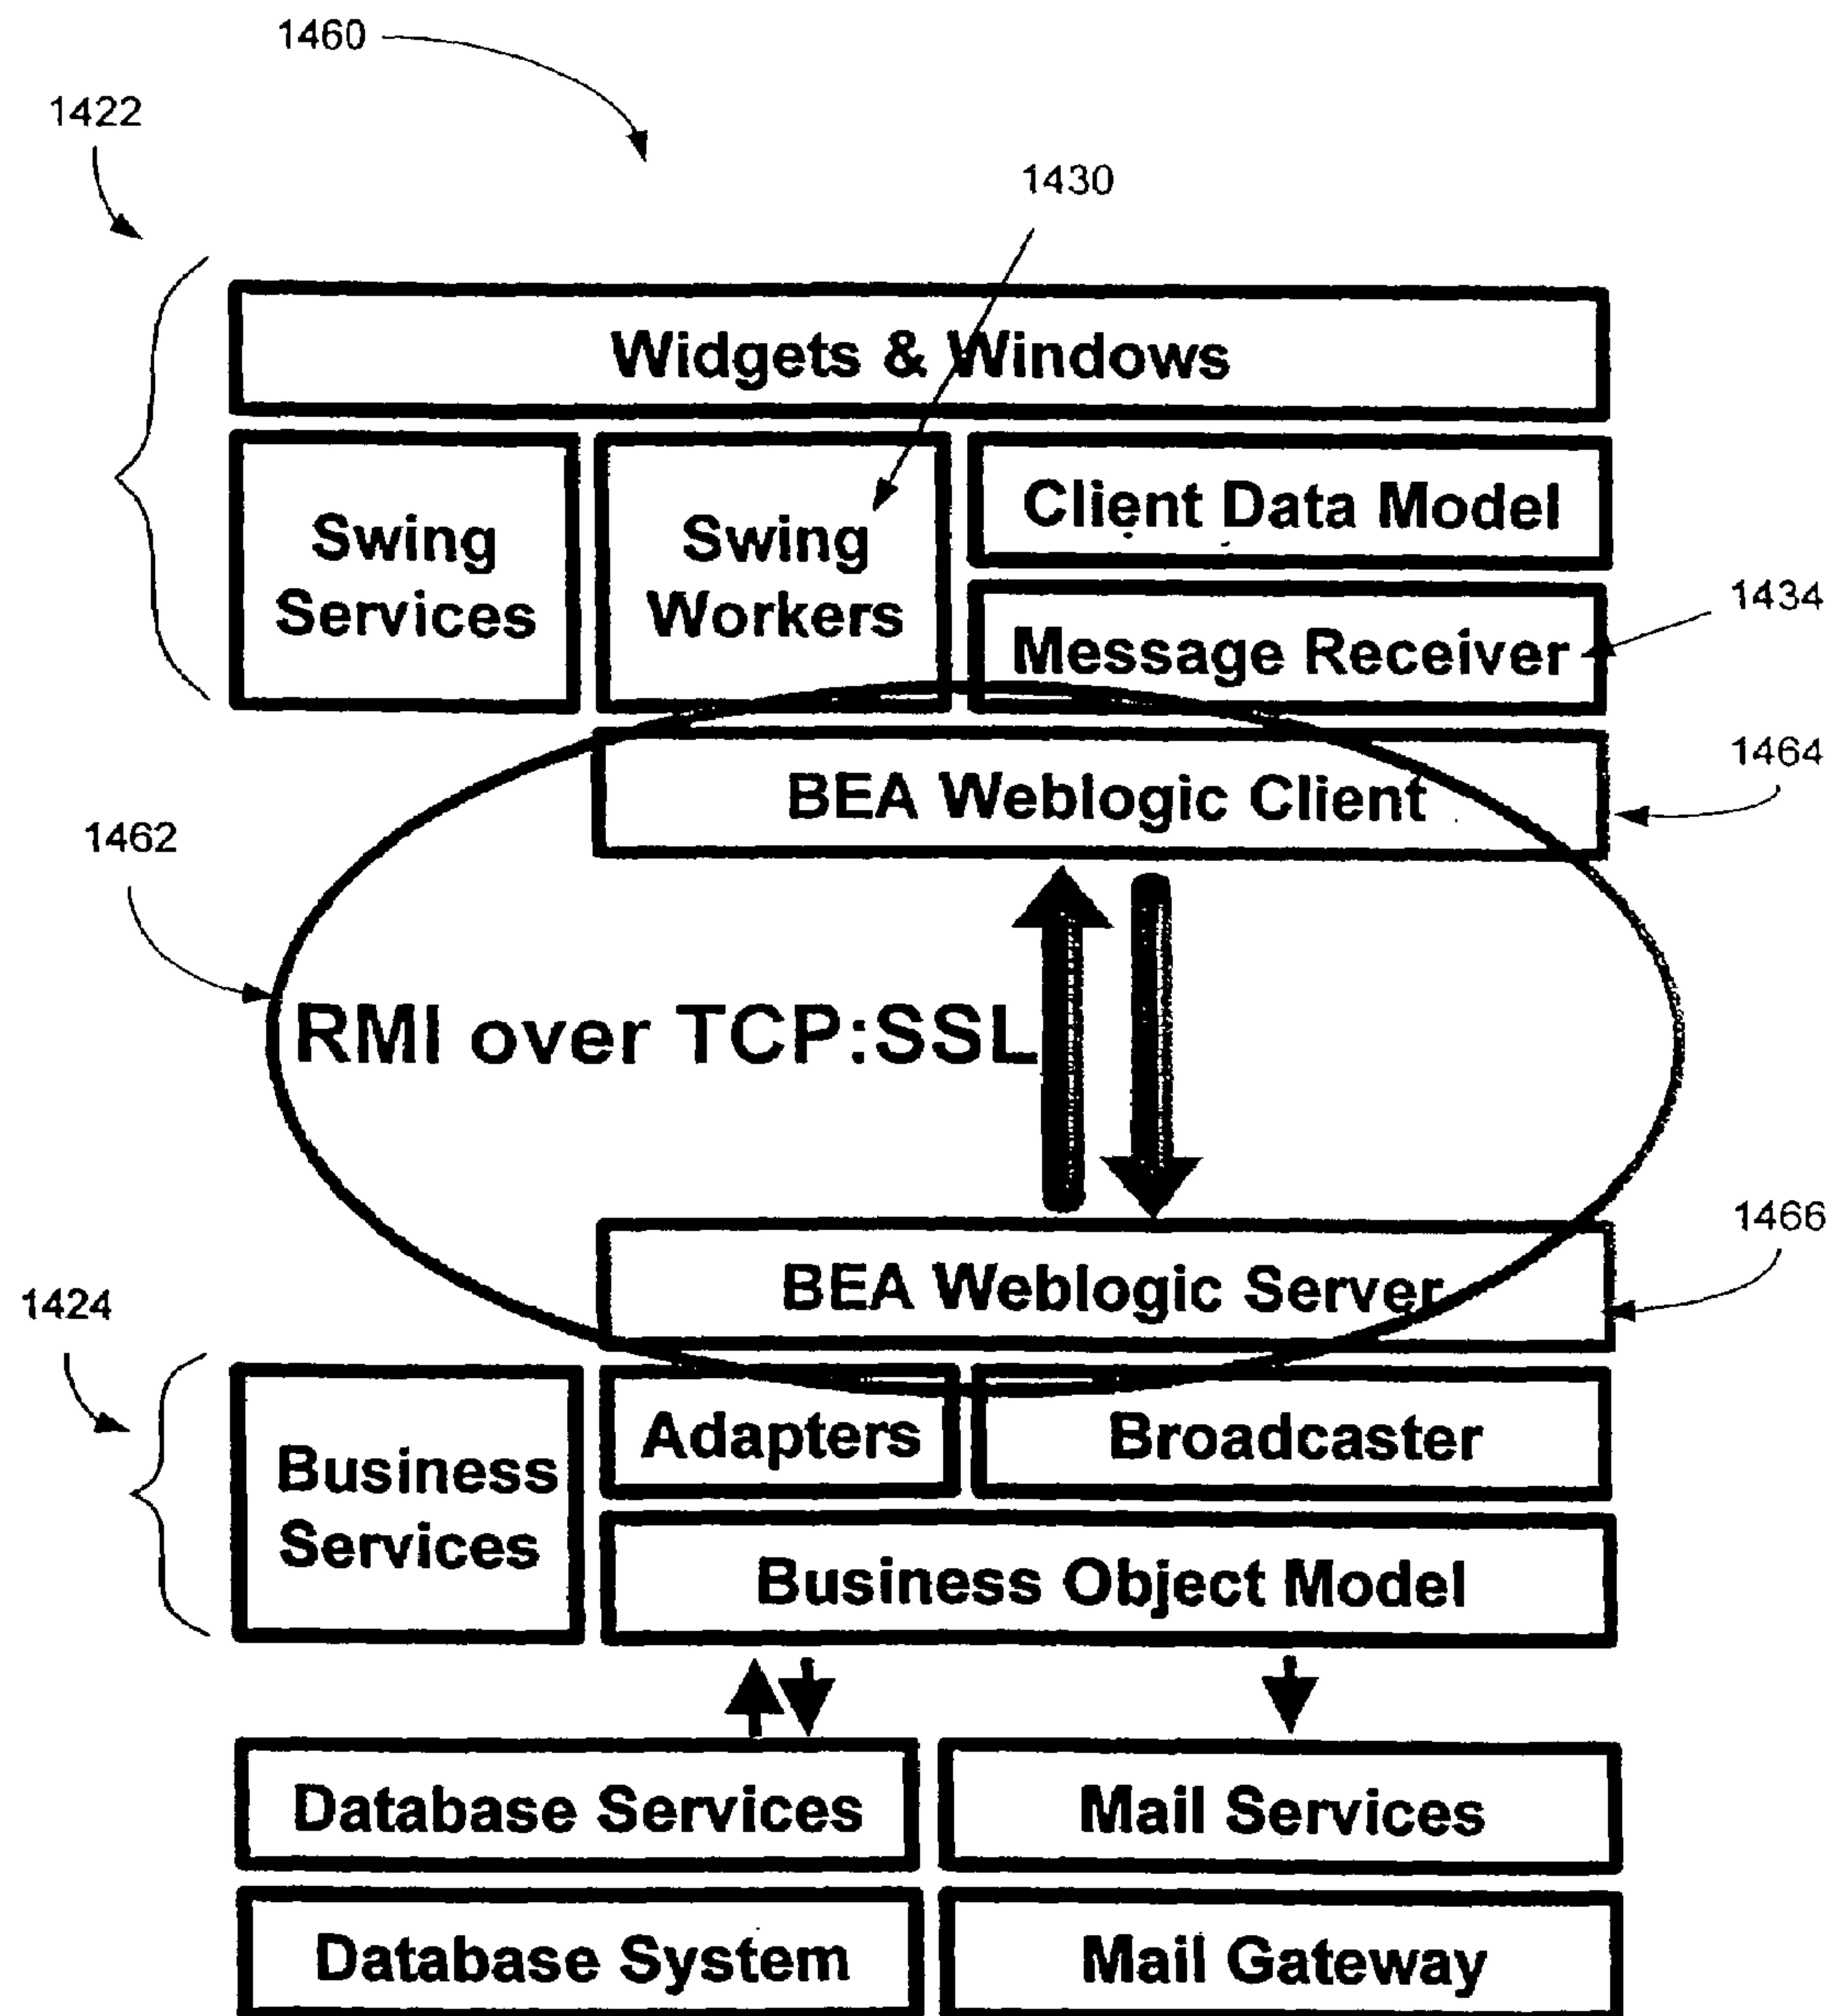 1460
1422
1430
Widgets & Windows
Swing
Services
Swing
Workers
Client Data Model
Message Receiver
1434
BEA Weblogic Client
1464
1462
RMI over TCP:SSL
BEA Weblogic Server
1466
1424
Business
Services
Adapters
Broadcaster
Business Object Model
Database Services
Mail Services
Database System
Mail Gateway